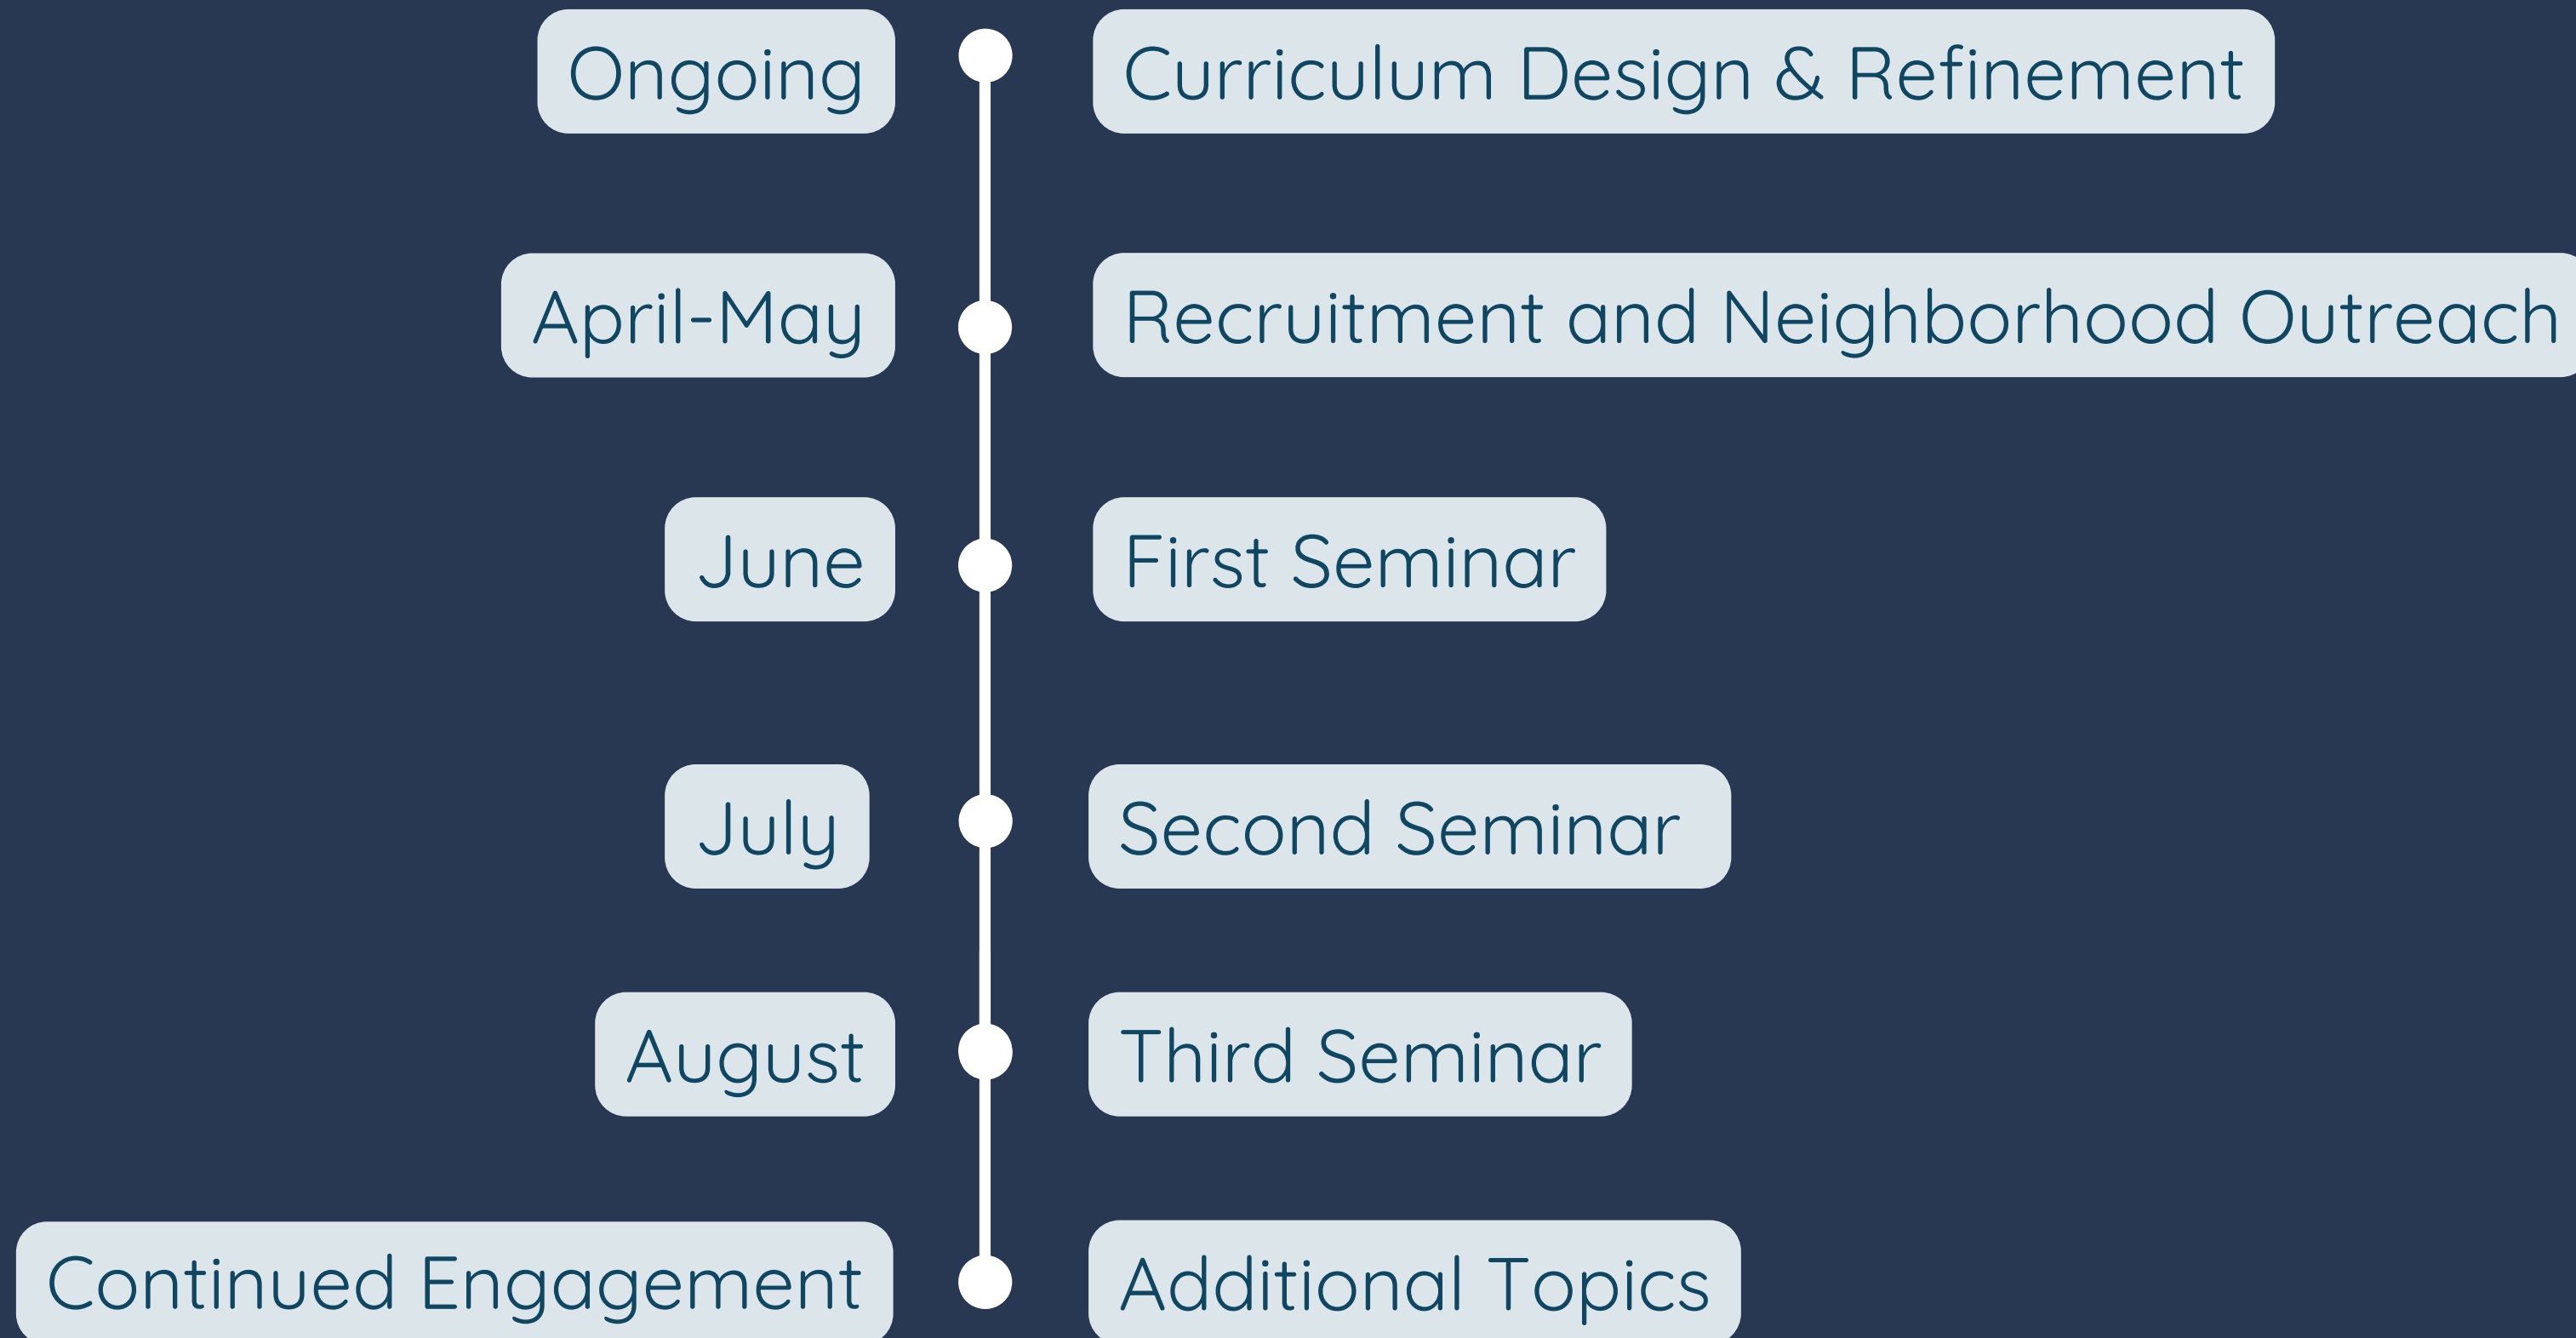 Ongoing
Curriculum Design & Refinement
April-May
Recruitment and Neighborhood Outreach
June
First Seminar
July
Second Seminar
August
Third Seminar
Continued Engagement
Additional Topics